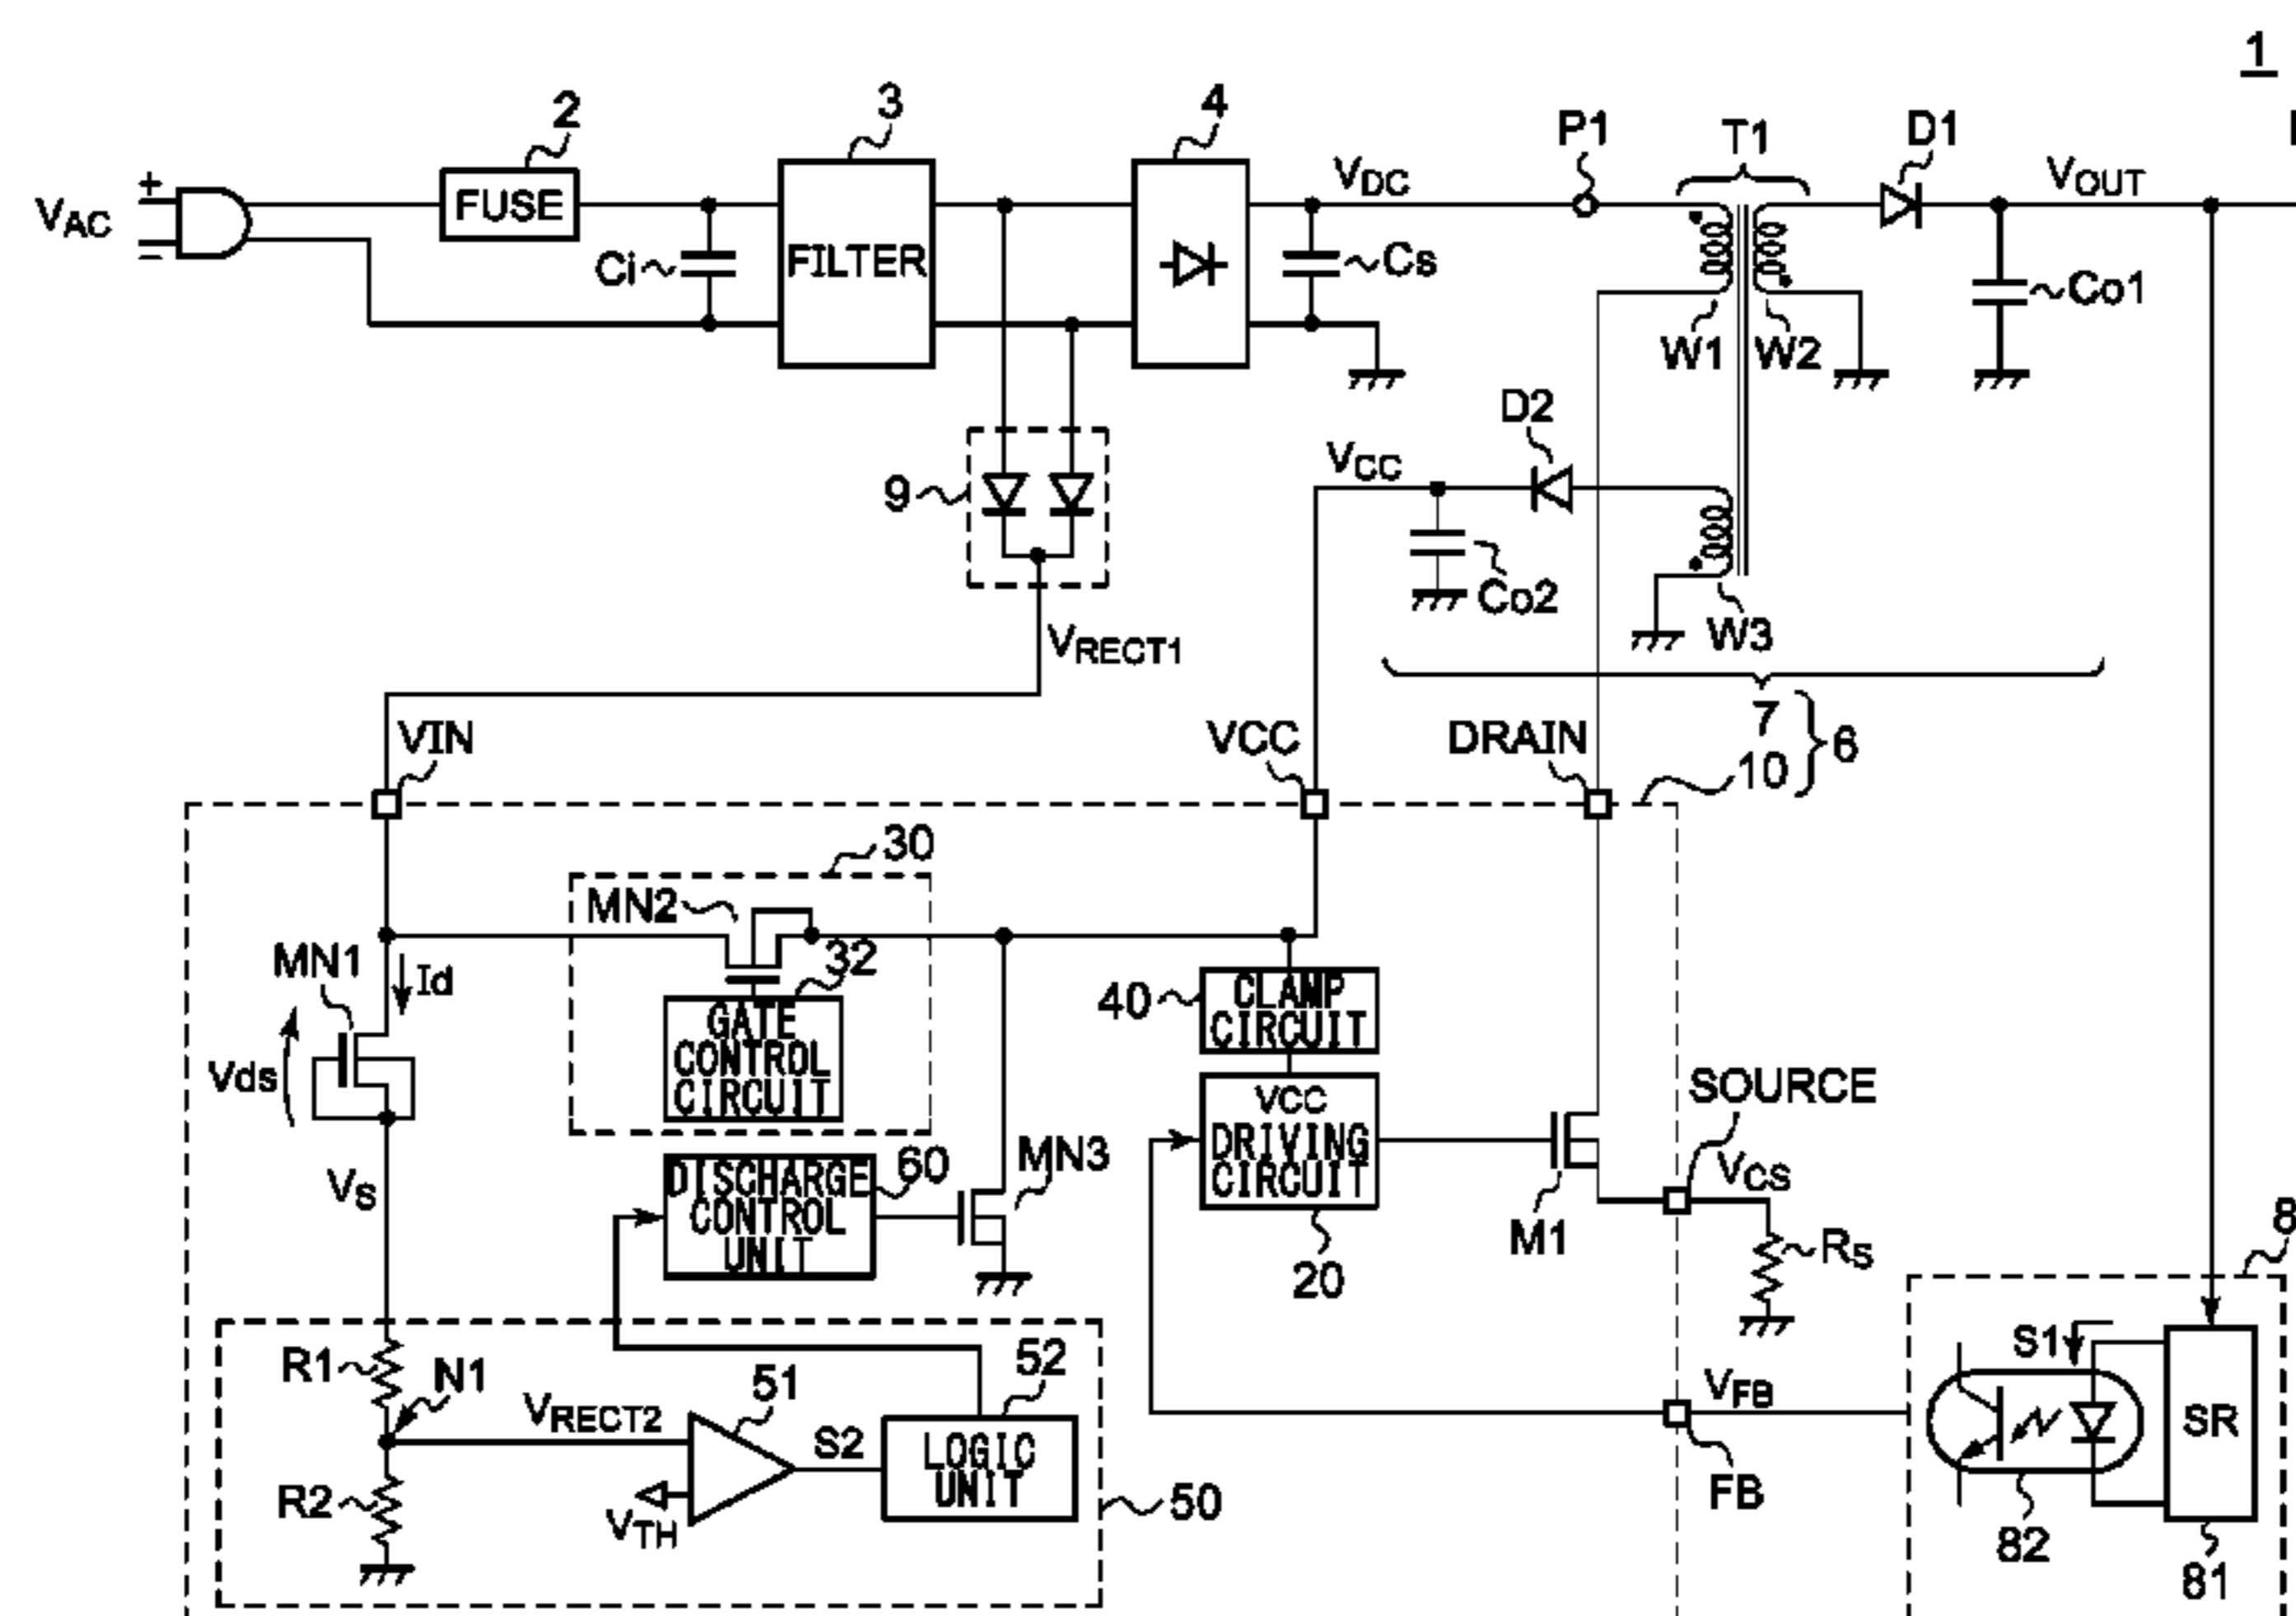 1
2
3
4
P1
T1
D1
VAC
+
−
FUSE
FILTER
VDC
VOUT
Ci
Cs
Co1
W1
W2
D2
VCC
9
Co2
W3
VRECT1
7
10
6
VIN
VCC
DRAIN
30
MN2
32
MN1
Id
Vds
GATE
CONTROL
CIRCUIT
40
CLAMP
CIRCUIT
VCC
DRIVING
CIRCUIT
20
SOURCE
VCS
RS
M1
VS
DISCHARGE
CONTROL
UNIT
60
MN3
8
R1
N1
VRECT2
51
52
S2
LOGIC
UNIT
VTH
R2
50
VFB
FB
S1
SR
82
81